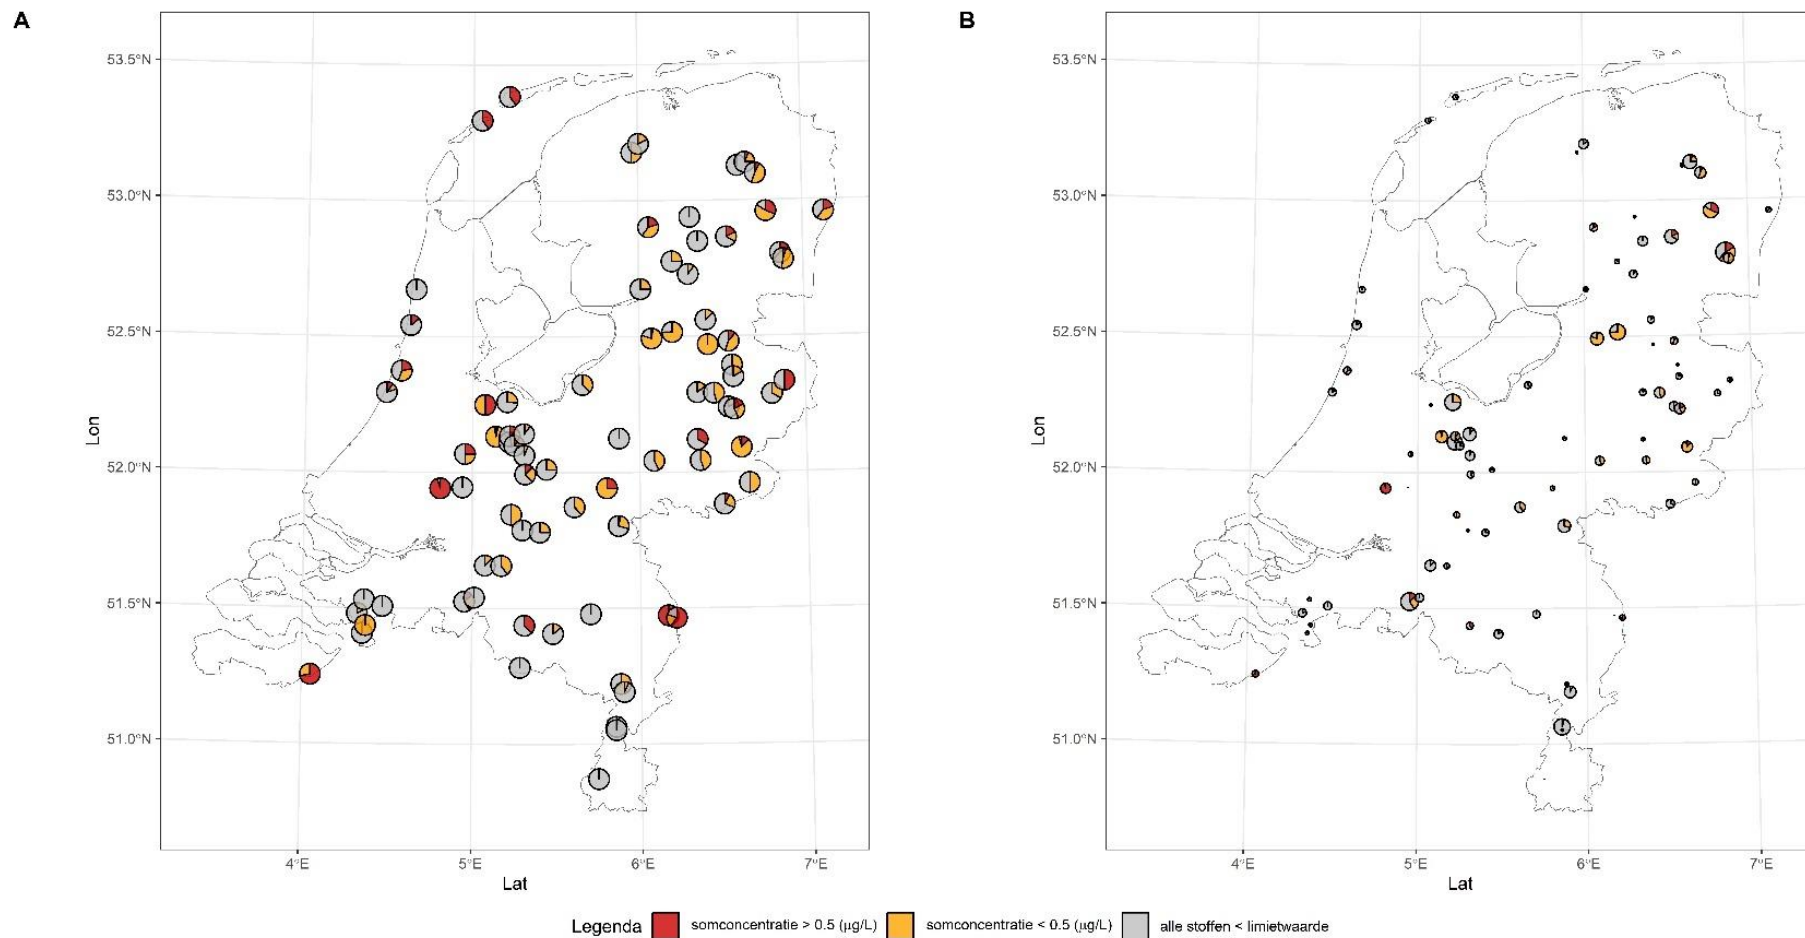 A
B
53.5°N
53.0°N
52.5°N
52.0°N
51.5°N
51.0°N
Lon
4°E 5°E 6°E 7°E
Lat
53.5°N
53.0°N
52.5°N
52.0°N
51.5°N
51.0°N
Lon
4°E 5°E 6°E 7°E
Lat
Legenda somconcentratie > 0.5 (µg/L) somconcentratie < 0.5 (µg/L) alle stoffen < limietwaarde